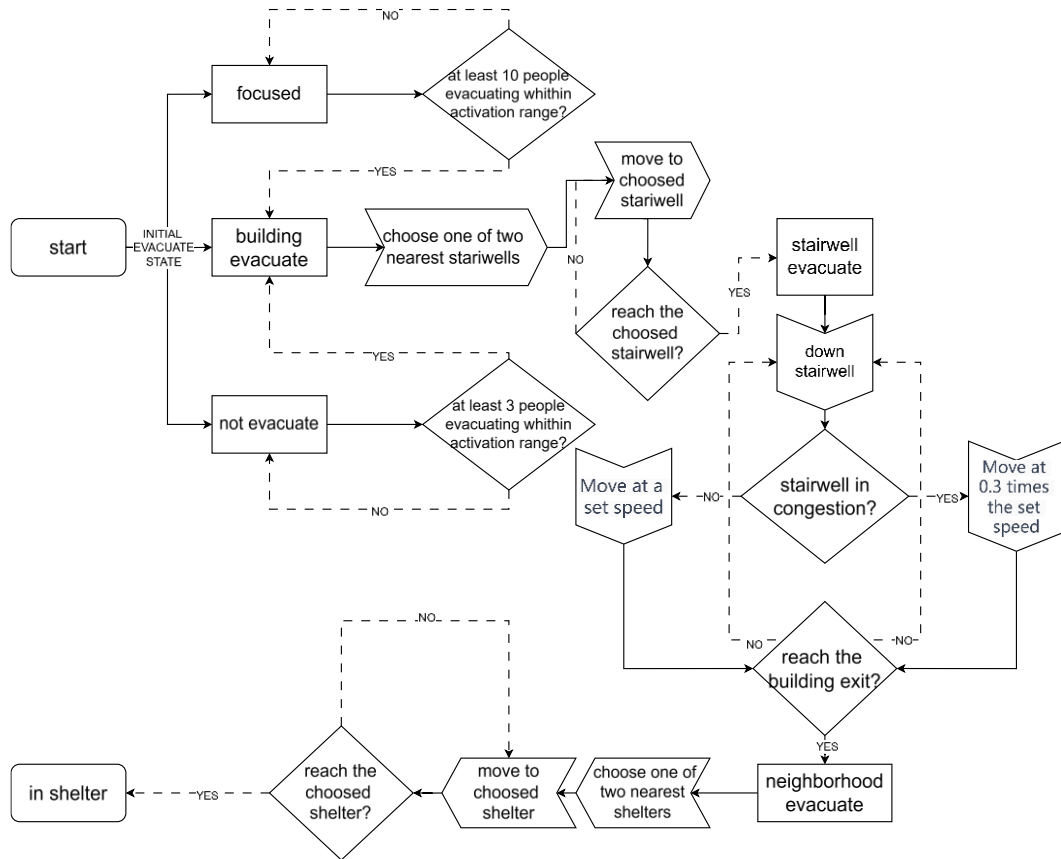 NO
focused
at least 10 people
evacuating whithin
activation range?
YES
move to
choosed
stariwell
start
INITIAL
EVACUATE
STATE
building
evacuate
choose one of two
nearest stariwells
NO
stairwell
evacuate
YES
reach the
choosed
stairwell?
YES
down
stairwell
not evacuate
at least 3 people
evacuating whithin
activation range?
NO
Move at a
set speed
NO
stairwell in
congestion?
YES
Move at
0.3 times
the set
speed
NO
NO
NO
reach the
building exit?
YES
in shelter
YES
reach the
choosed
shelter?
move to
choosed
shelter
choose one of
two nearest
shelters
neighborhood
evacuate